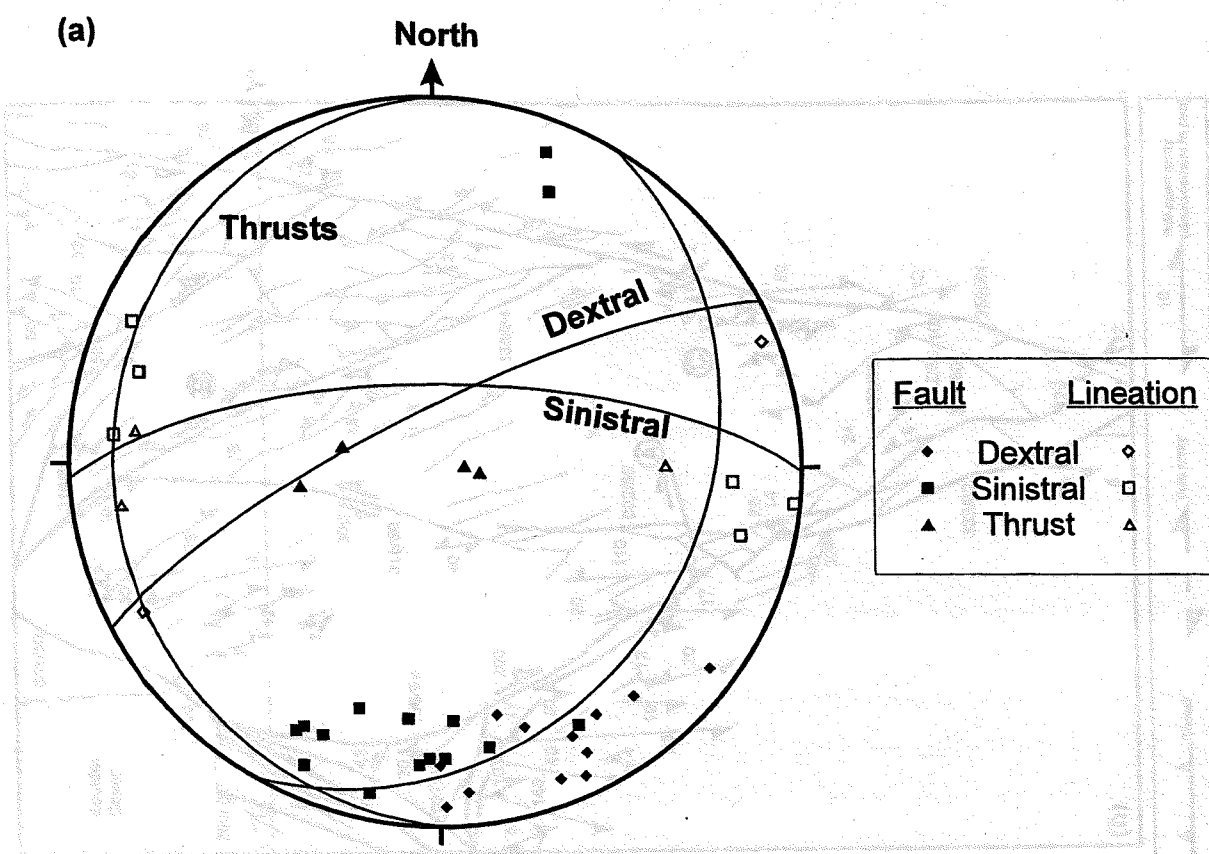 (a)
North
Thrusts
Dextral
Sinistral
Fault Lineation
Dextral
Sinistral
Thrust